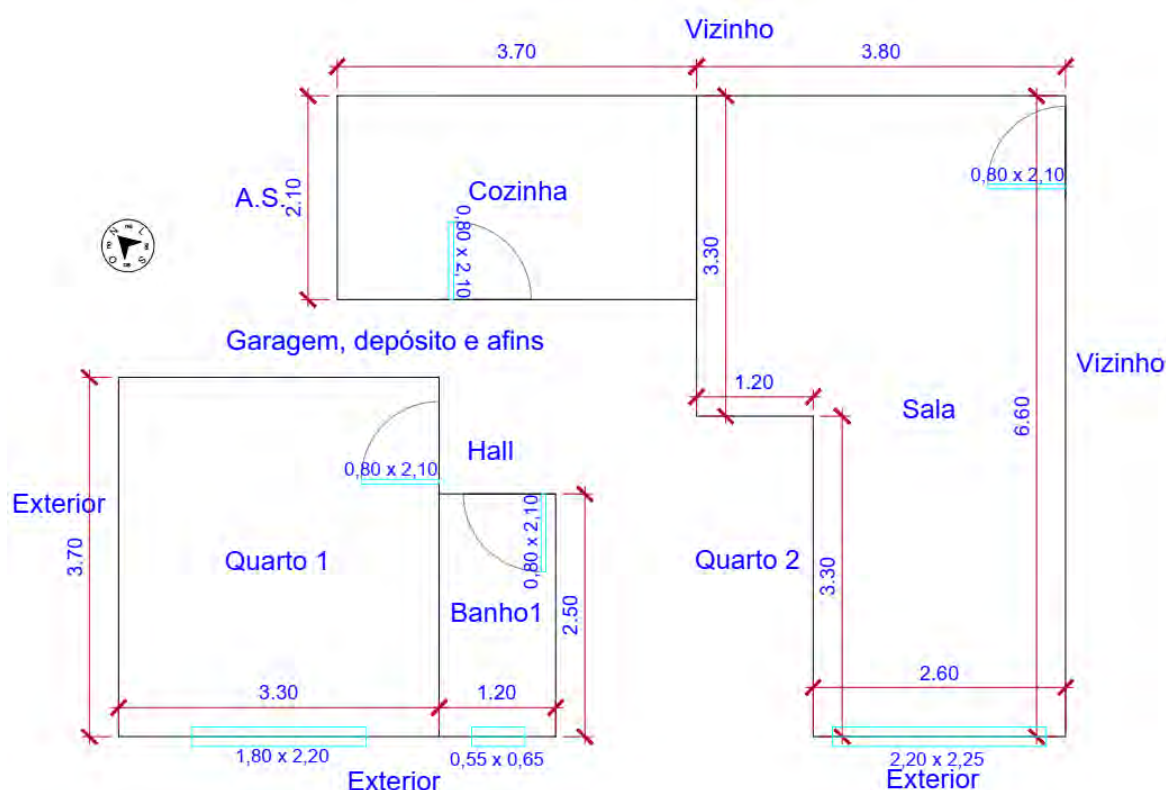 Vizinho
3.70
3.80
A.S.
2.10
Cozinha
0,80 x 2,10
0,80 x 2,10
3.30
N
L
O
S
Garagem, depósito e afins
1.20
Sala
6.60
Vizinho
Hall
0,80 x 2,10
Exterior
3.70
Quarto 1
0,80 x 2,10
Banho1
2.50
Quarto 2
3.30
3.30
1.20
2.60
1,80 x 2,20
0,55 x 0,65
2,20 x 2,25
Exterior
Exterior